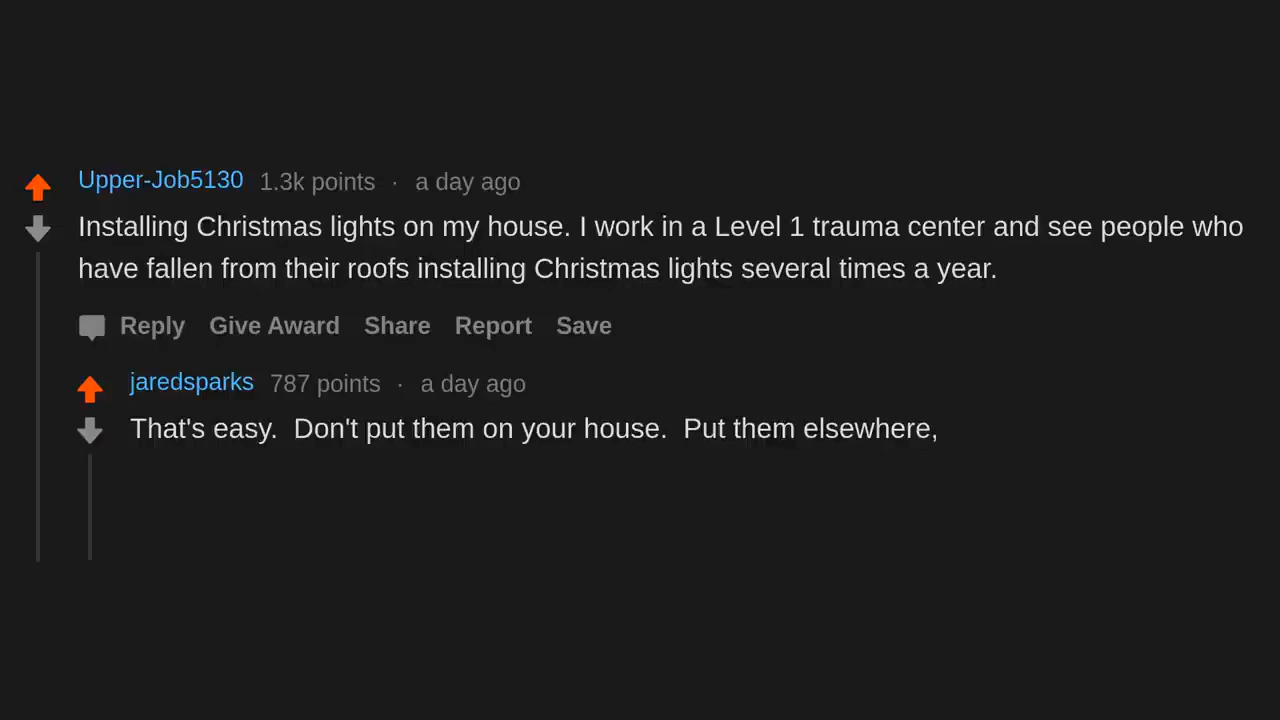 Upper-Job5130 1.3k points · a day ago
Installing Christmas lights on my house. I work in a Level 1 trauma center and see people who
have fallen from their roofs installing Christmas lights several times a year.
Reply Give Award Share Report Save
jaredsparks 787 points · a day ago
That's easy.  Don't put them on your house.  Put them elsewhere,